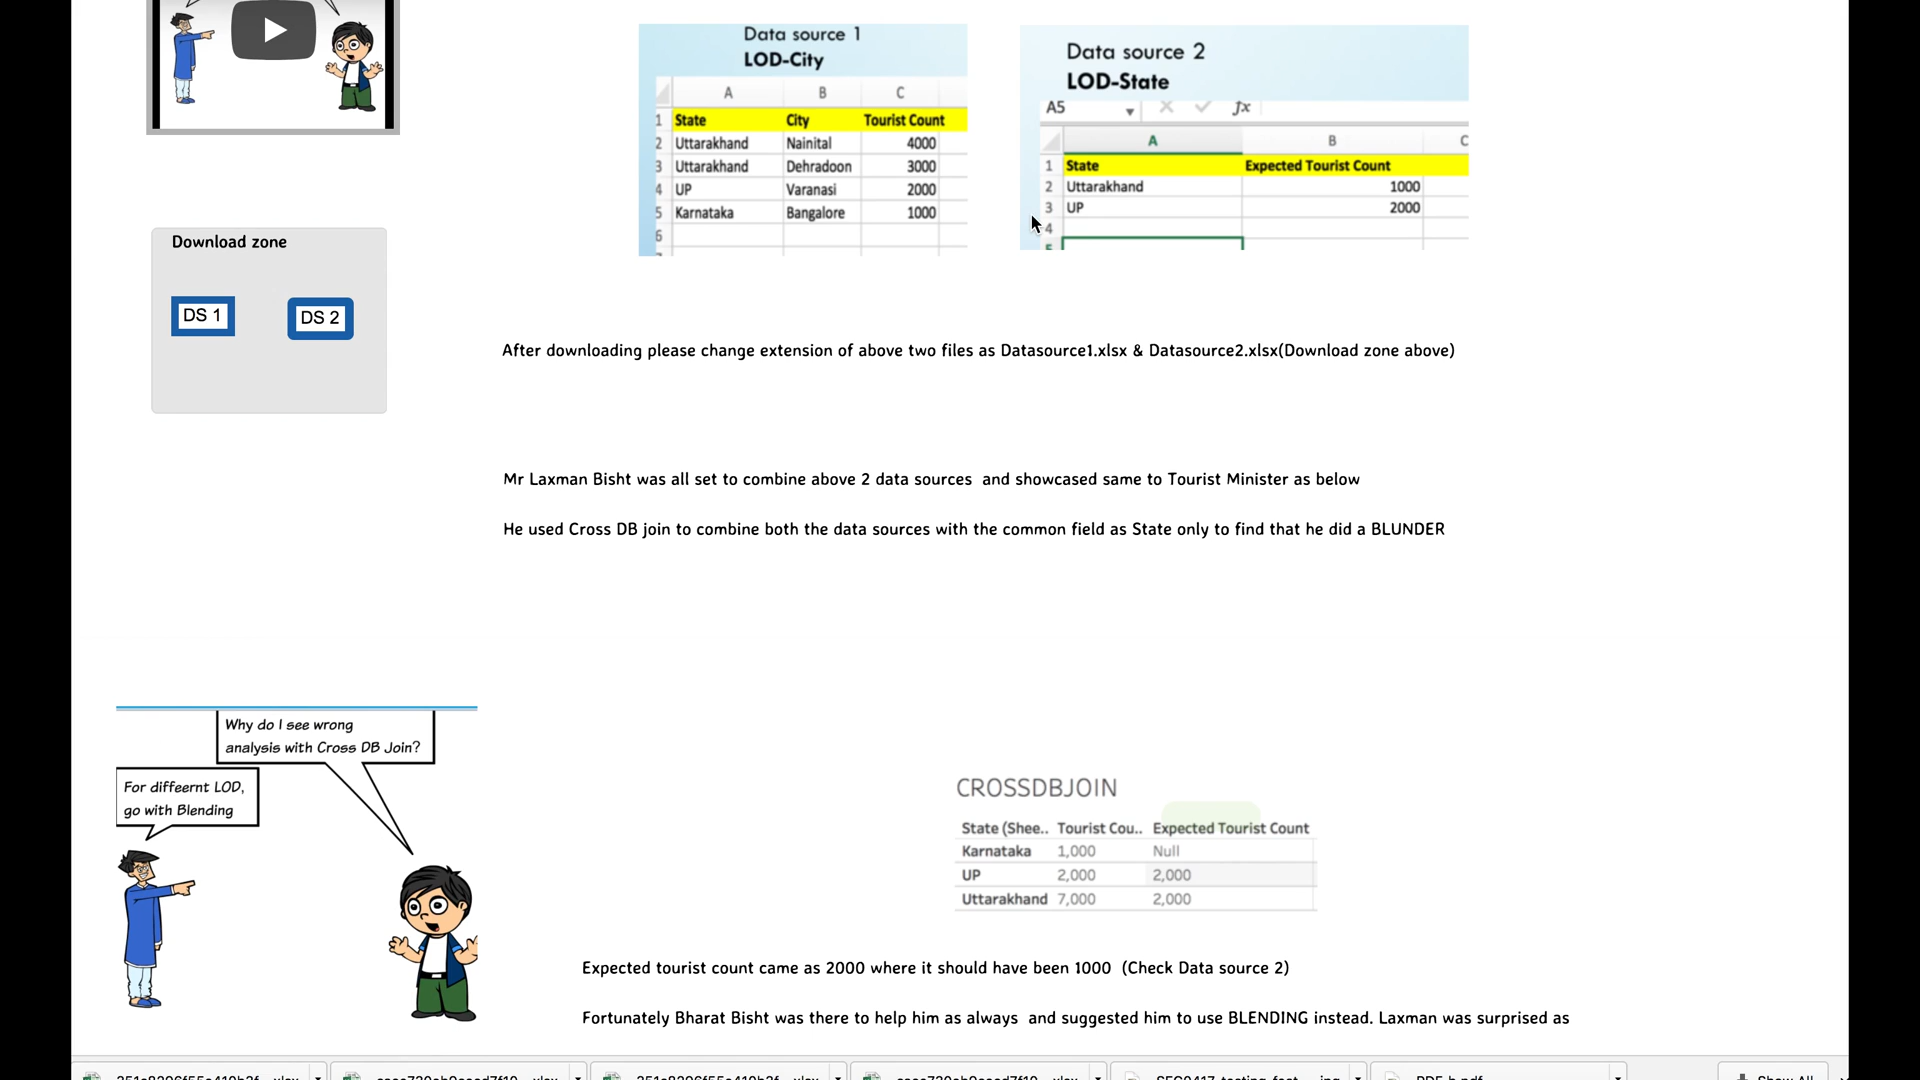 Data source 1
LOD-City
A B C
1 State City Tourist Count
2 Uttarakhand Nainital 4000
3 Uttarakhand Dehradoon 3000
4 UP Varanasi 2000
5 Karnataka Bangalore 1000
6
Data source 2
LOD-State
A5 fx
A B C
1 State Expected Tourist Count
2 Uttarakhand 1000
3 UP 2000
4
5
Download zone
DS 1 DS 2
After downloading please change extension of above two files as Datasource1.xlsx & Datasource2.xlsx(Download zone above)
Mr Laxman Bisht was all set to combine above 2 data sources and showcased same to Tourist Minister as below
He used Cross DB join to combine both the data sources with the common field as State only to find that he did a BLUNDER
Why do I see wrong
analysis with Cross DB Join?
For differnt LOD,
go with Blending
CROSSDBJOIN
State (Shee.. Tourist Cou.. Expected Tourist Count
Karnataka 1,000 Null
UP 2,000 2,000
Uttarakhand 7,000 2,000
Expected tourist count came as 2000 where it should have been 1000 (Check Data source 2)
Fortunately Bharat Bisht was there to help him as always and suggested him to use BLENDING instead. Laxman was surprised as
Show All